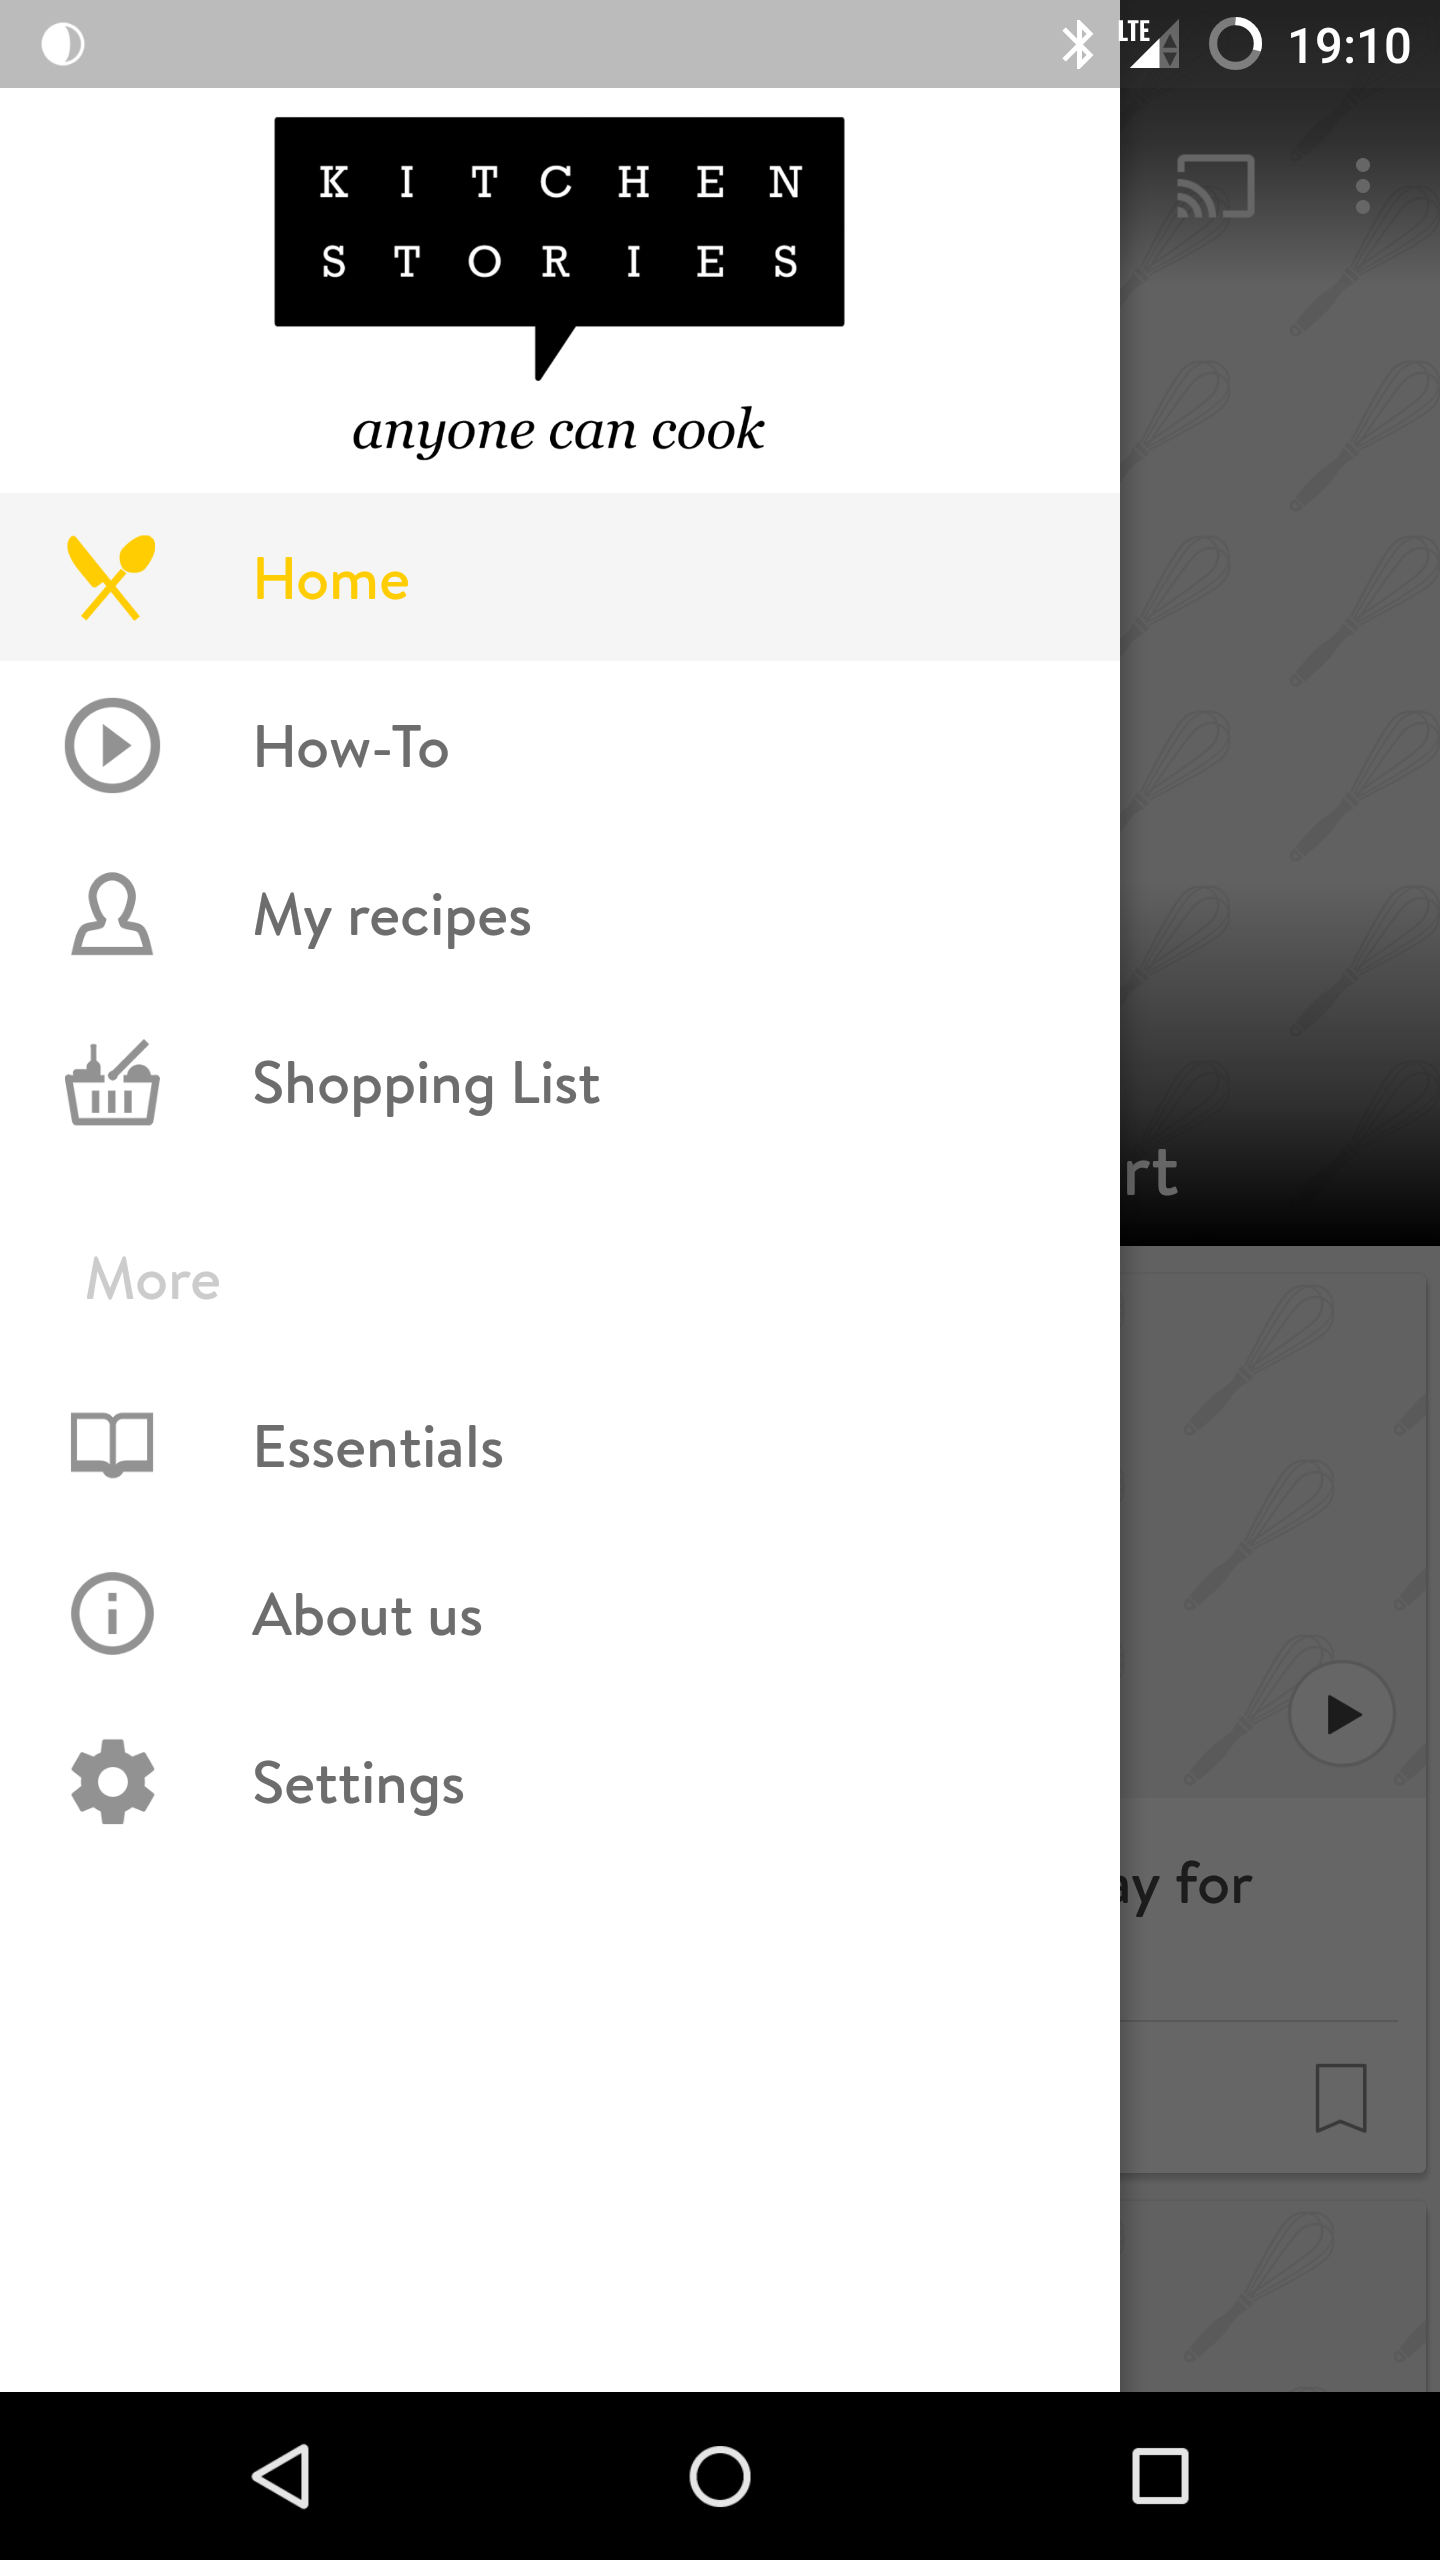 LTE 19:10
KITCHEN
STORIES
anyone can cook
Home
How-To
My recipes
Shopping List
rt
More
Essentials
About us
Settings
ay for